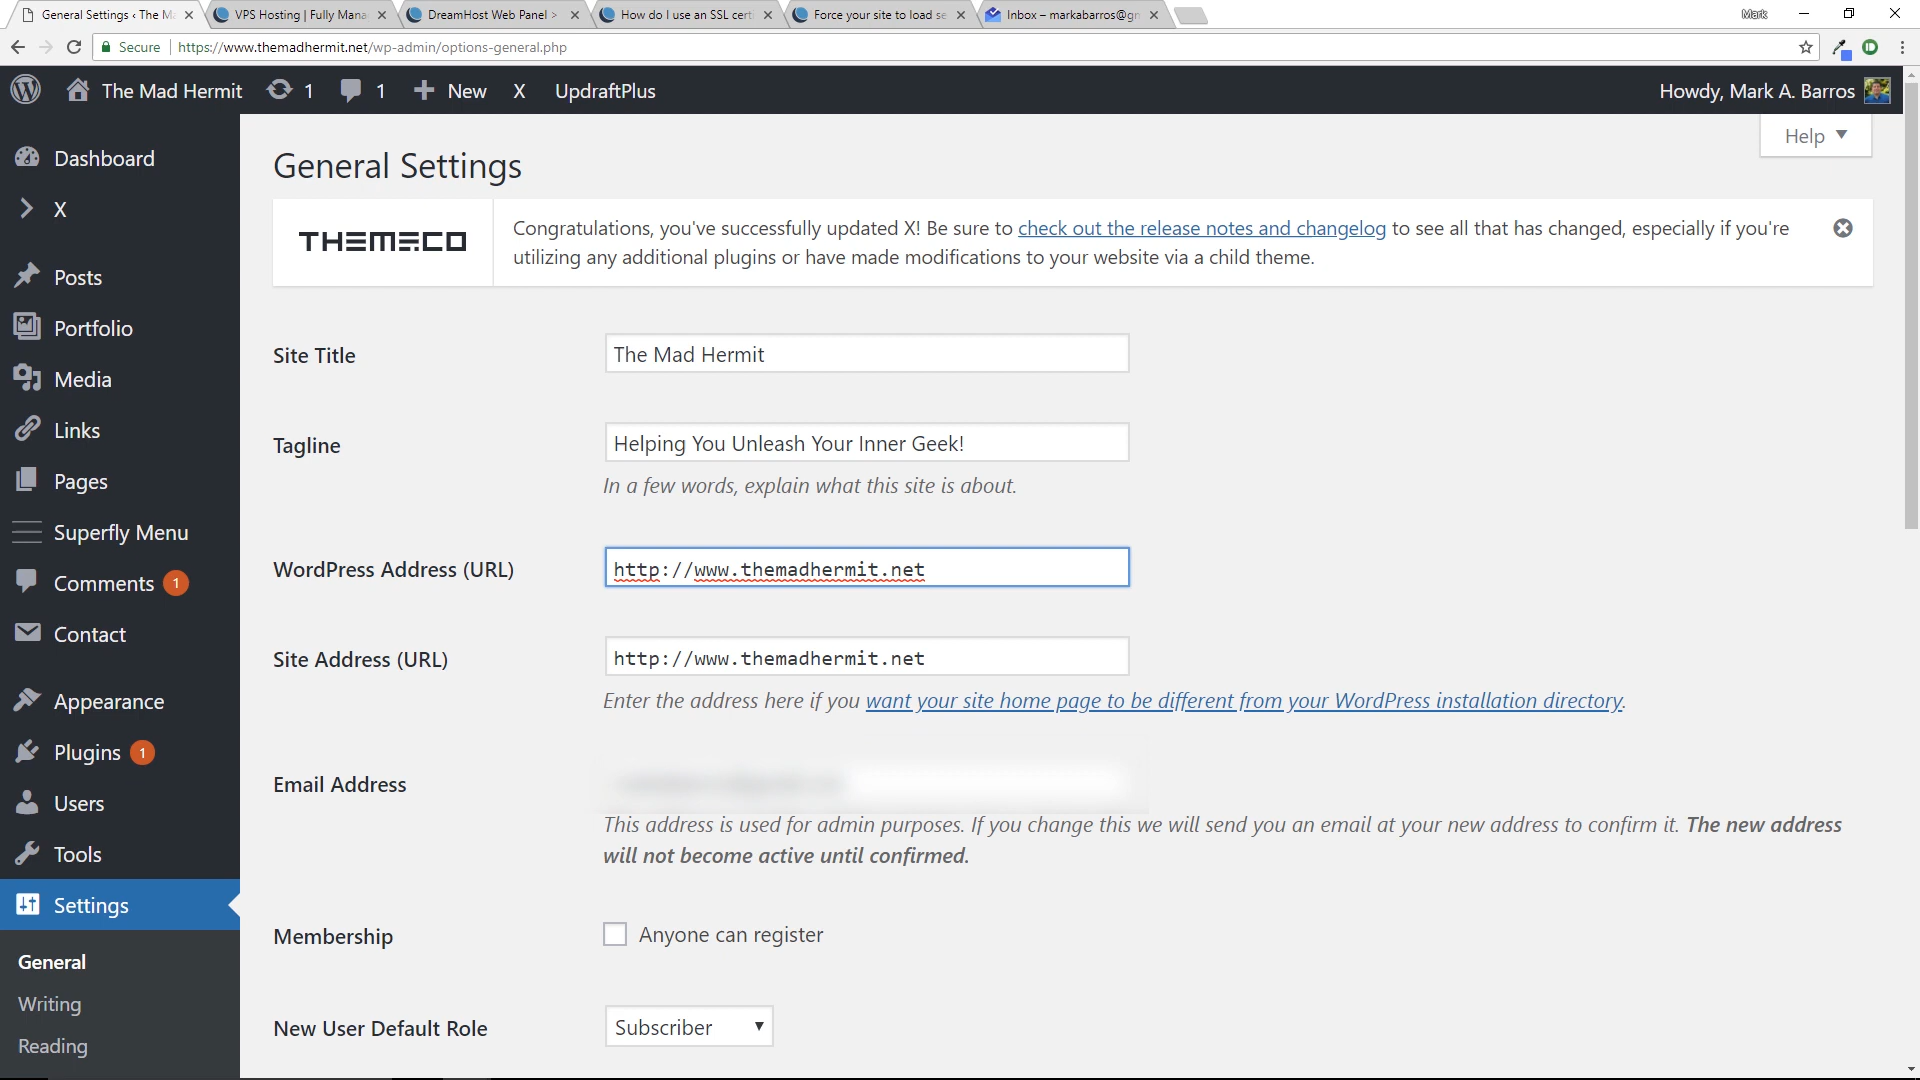 General Settings ‹ The M
VPS Hosting | Fully Mana
DreamHost Web Panel >
How do I use an SSL cert
Force your site to load se
Inbox – markabarros@gm
Mark
Secure
https://www.themadhermit.net/wp-admin/options-general.php
The Mad Hermit
1
1
New
X
UpdraftPlus
Howdy, Mark A. Barros
Help
Dashboard
X
Posts
Portfolio
Media
Links
Pages
Superfly Menu
Comments 1
Contact
Appearance
Plugins 1
Users
Tools
Settings
General
Writing
Reading
General Settings
THEMECO
Congratulations, you've successfully updated X! Be sure to check out the release notes and changelog to see all that has changed, especially if you're
utilizing any additional plugins or have made modifications to your website via a child theme.
Site Title
The Mad Hermit
Tagline
Helping You Unleash Your Inner Geek!
In a few words, explain what this site is about.
WordPress Address (URL)
http://www.themadhermit.net
Site Address (URL)
http://www.themadhermit.net
Enter the address here if you want your site home page to be different from your WordPress installation directory.
Email Address
This address is used for admin purposes. If you change this we will send you an email at your new address to confirm it. The new address
will not become active until confirmed.
Membership
Anyone can register
New User Default Role
Subscriber